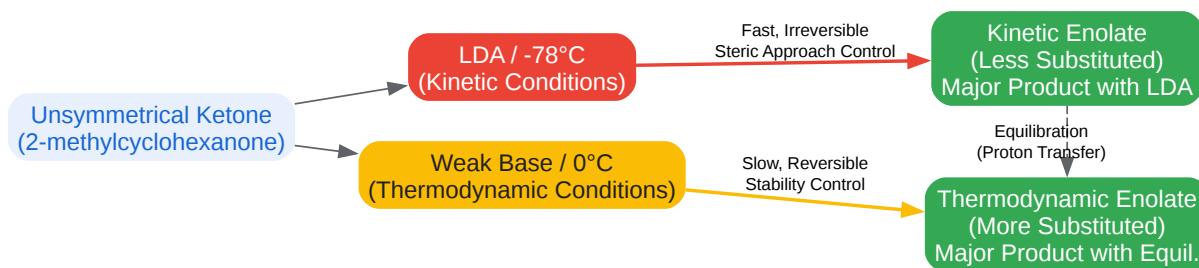 Unsymmetrical Ketone
(2-methylcyclohexanone)
LDA / -78°C
(Kinetic Conditions)
Fast, Irreversible
Steric Approach Control
Kinetic Enolate
(Less Substituted)
Major Product with LDA
Equilibration
(Proton Transfer)
Weak Base / 0°C
(Thermodynamic Conditions)
Slow, Reversible
Stability Control
Thermodynamic Enolate
(More Substituted)
Major Product with Equil.